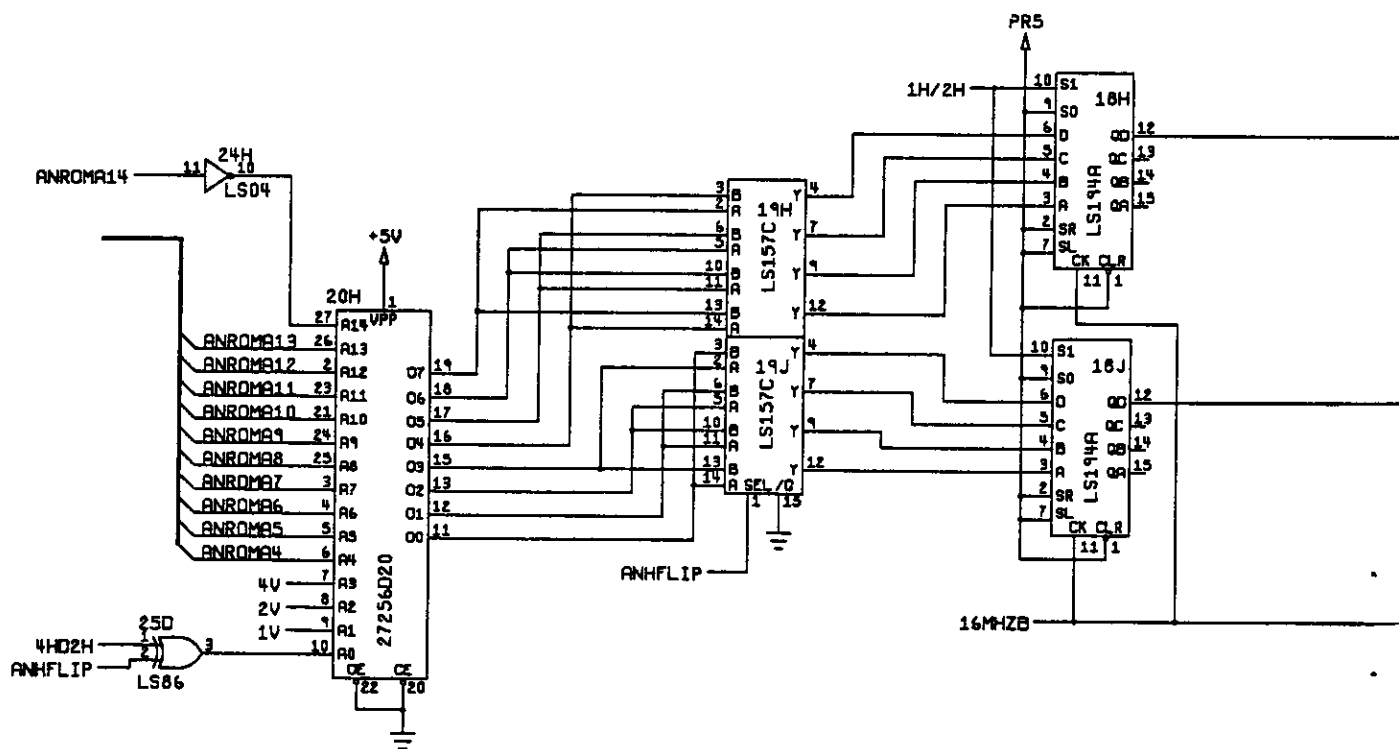 PR5
1H/2H
10 S1 18H
9 S0
6 D QD 12
5 C QC 13
4 B QB 14
3 A QA 15
2 SR
7 SL
LS194A
CK CLR
11 1
24H
ANROMA14 11 10
LS04
+5V
3 B Y 4
2 A 19H
6 B Y 7
5 A
10 B Y 9
11 A
13 B Y 12
14 A
LS157C
20H 1
VPP
27 A14
ANROMA13 26 A13
ANROMA12 2 A12
ANROMA11 23 A11
ANROMA10 21 A10
ANROMA9 24 A9
ANROMA8 25 A8
ANROMA7 3 A7
ANROMA6 4 A6
ANROMA5 5 A5
ANROMA4 6 A4
4V 7 A3
2V 8 A2
1V 9 A1
10 A0
O7 19
O6 18
O5 17
O4 16
O3 15
O2 13
O1 12
O0 11
27256D20
OE CE
22 20
25D
4HD2H 1 3
ANHFLIP 2
LS86
3 B Y 4
2 A 19J
6 B Y 7
5 A
10 B Y 9
11 A
13 B Y 12
14 A
LS157C
SEL /G
1 15
ANHFLIP
10 S1 18J
9 S0
6 D QD 12
5 C QC 13
4 B QB 14
3 A QA 15
2 SR
7 SL
LS194A
CK CLR
11 1
16MHZB